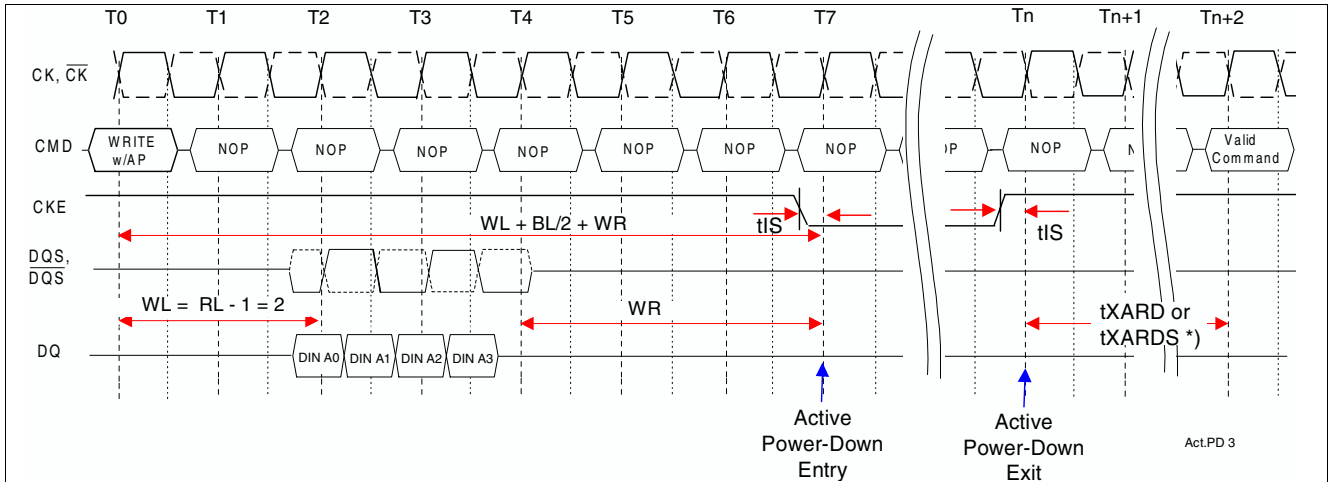 T0 T1 T2 T3 T4 T5 T6 T7 Tn Tn+1 Tn+2
CK, CK
CMD WRITE w/AP NOP NOP NOP NOP NOP NOP NOP OP NOP N Valid Command
CKE
tIS
tIS
WL + BL/2 + WR
DQS,
DQS
WL = RL - 1 = 2
WR
tXARD or
tXARDS *)
DQ DIN A0 DIN A1 DIN A2 DIN A3
Active
Power-Down
Entry
Active
Power-Down
Exit
Act.PD 3